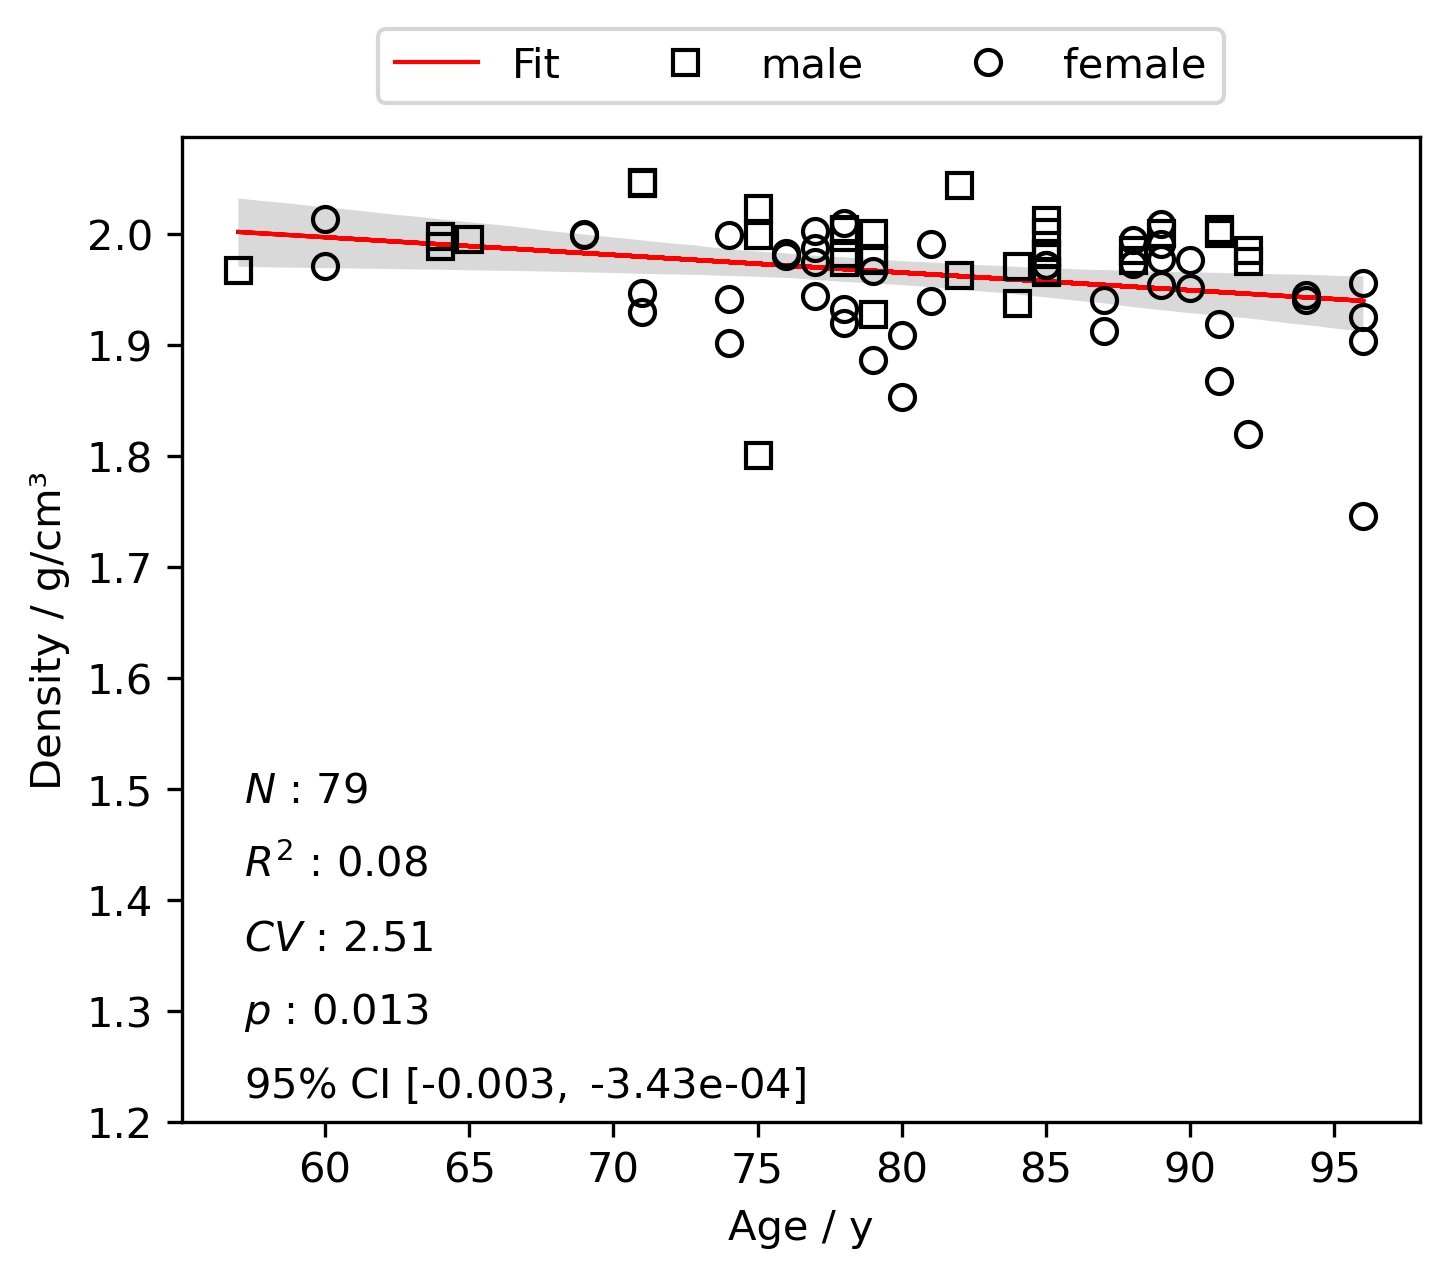 Fit male female
2.0
1.9
1.8
1.7
1.6
1.5
1.4
1.3
1.2
Density / g/cm³
N : 79
R² : 0.08
CV : 2.51
p : 0.013
95% CI [-0.003, -3.43e-04]
60 65 70 75 80 85 90 95
Age / y